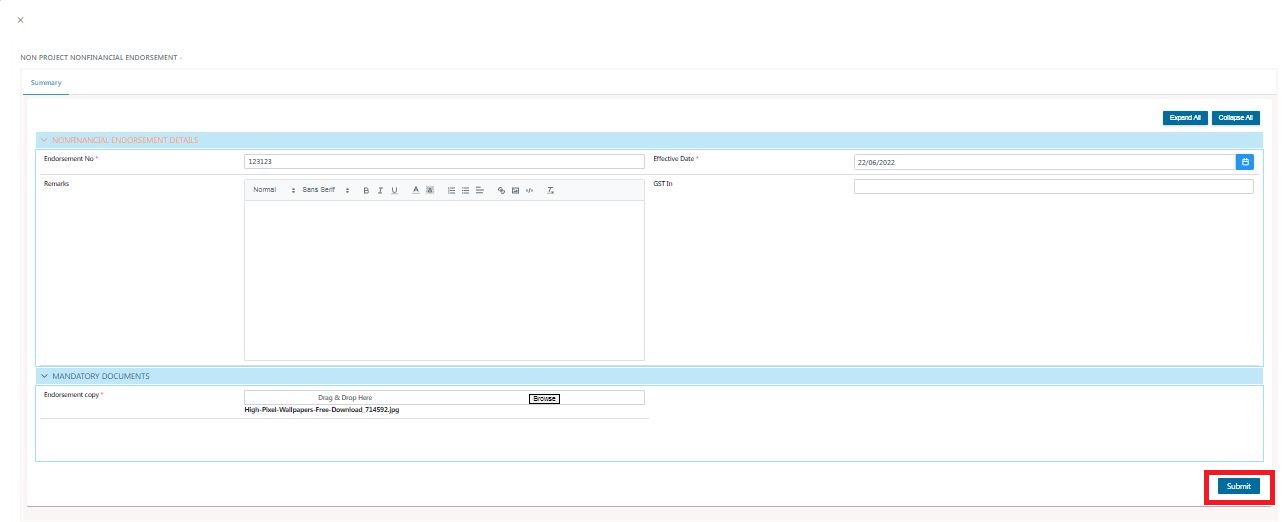 ×
NON PROJECT NONFINANCIAL ENDORSEMENT -
Summary
Expand All Collapse All
NONFINANCIAL ENDORSEMENT DETAILS
Endorsement No * 123123 Effective Date * 22/06/2022
Remarks Normal Sans Serif B I U A A GST In
MANDATORY DOCUMENTS
Endorsement copy * Drag & Drop Here Browse
High-Pixel-Wallpapers-Free-Download_714592.jpg
Submit